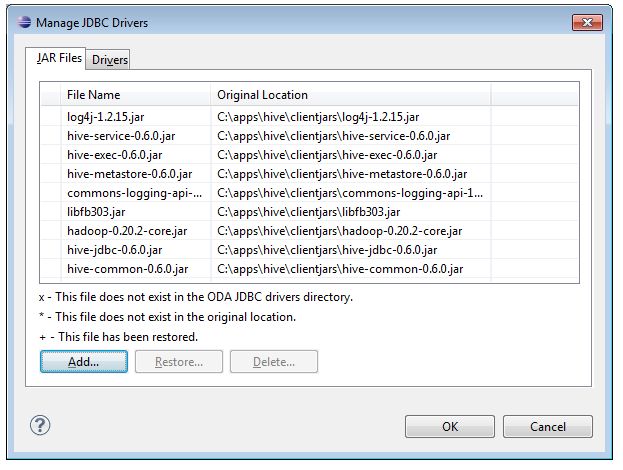 Manage JDBC Drivers
JAR Files Drivers
File Name Original Location
log4j-1.2.15.jar C:\apps\hive\clientjars\log4j-1.2.15.jar
hive-service-0.6.0.jar C:\apps\hive\clientjars\hive-service-0.6.0.jar
hive-exec-0.6.0.jar C:\apps\hive\clientjars\hive-exec-0.6.0.jar
hive-metastore-0.6.0.jar C:\apps\hive\clientjars\hive-metastore-0.6.0.jar
commons-logging-api-... C:\apps\hive\clientjars\commons-logging-api-1...
libfb303.jar C:\apps\hive\clientjars\libfb303.jar
hadoop-0.20.2-core.jar C:\apps\hive\clientjars\hadoop-0.20.2-core.jar
hive-jdbc-0.6.0.jar C:\apps\hive\clientjars\hive-jdbc-0.6.0.jar
hive-common-0.6.0.jar C:\apps\hive\clientjars\hive-common-0.6.0.jar
x - This file does not exist in the ODA JDBC drivers directory.
* - This file does not exist in the original location.
+ - This file has been restored.
Add... Restore... Delete...
? OK Cancel